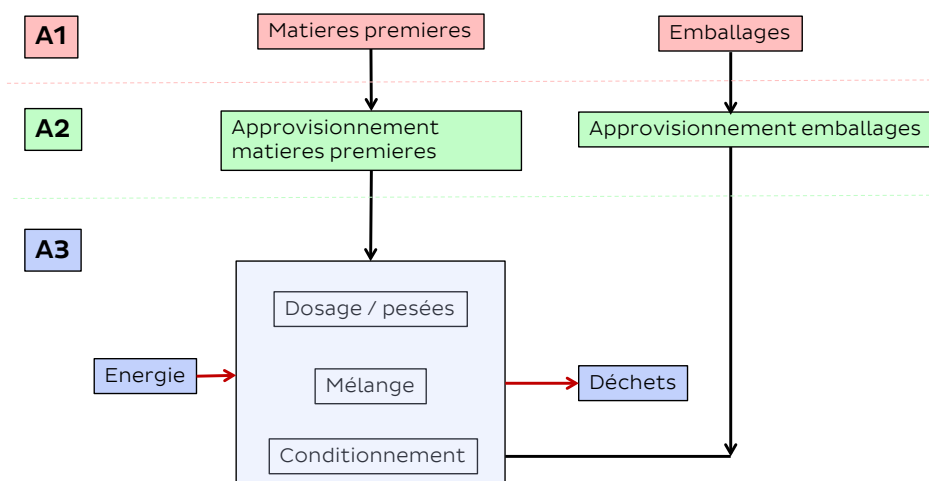 A1
Matieres premieres
Emballages
A2
Approvisionnement
matieres premieres
Approvisionnement emballages
A3
Dosage / pesées
Energie
Mélange
Déchets
Conditionnement